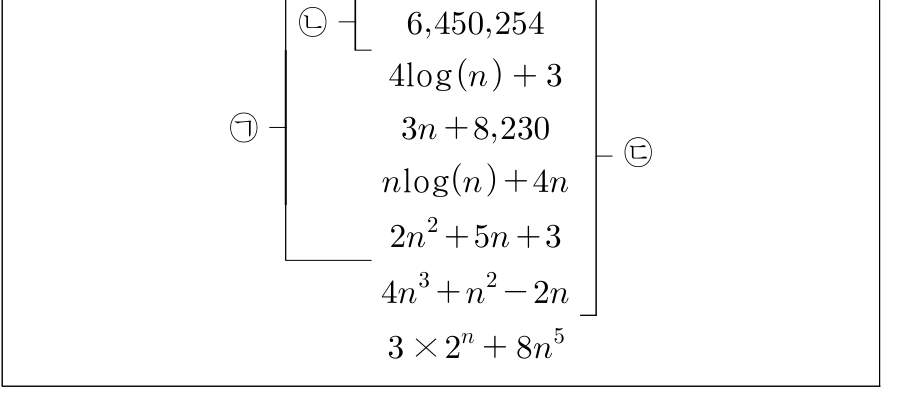 ㉡ 6,450,254
4log(n) + 3
㉠ 3n + 8,230
㉢
nlog(n) + 4n
2n² + 5n + 3
4n³ + n² − 2n
3 × 2ⁿ + 8n⁵